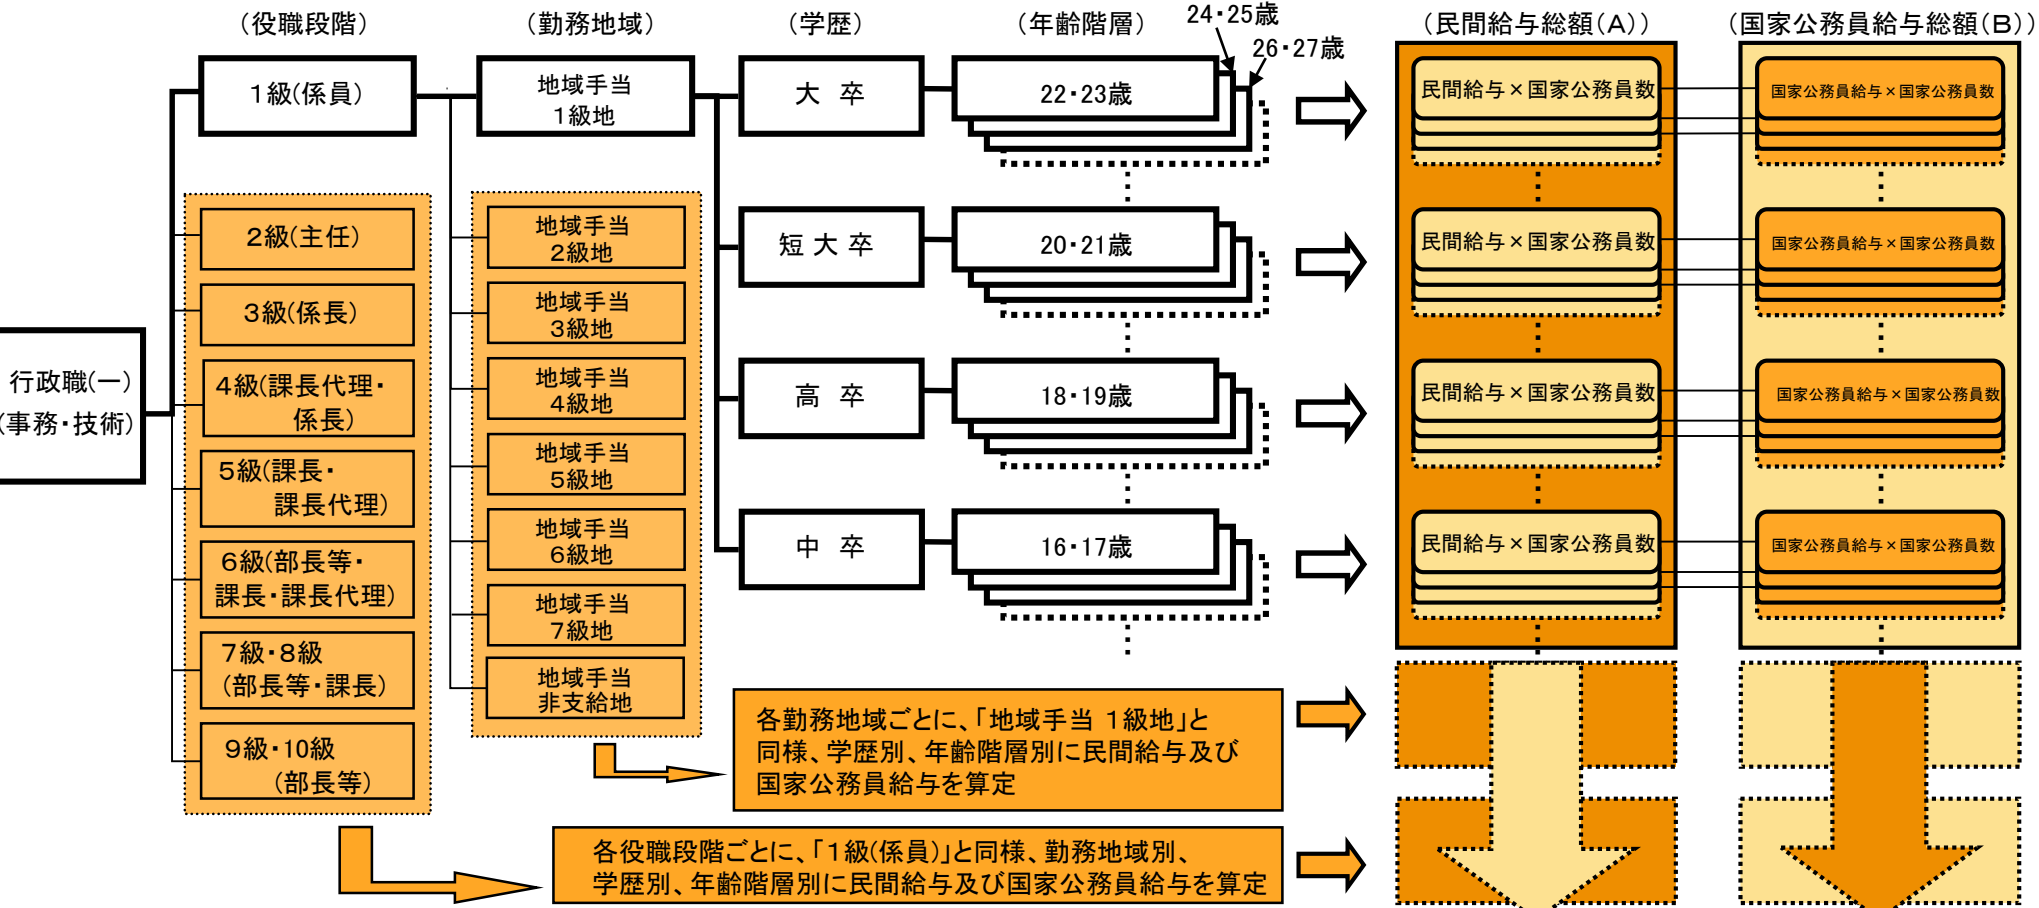 (役職段階)
(勤務地域)
(学歴)
(年齢階層)
24・25歳
26・27歳
(民間給与総額(A))
(国家公務員給与総額(B))
行政職(一)
(事務・技術)
1級(係員)
2級(主任)
3級(係長)
4級(課長代理・
係長)
5級(課長・
課長代理)
6級(部長等・
課長・課長代理)
7級・8級
(部長等・課長)
9級・10級
(部長等)
地域手当
1級地
地域手当
2級地
地域手当
3級地
地域手当
4級地
地域手当
5級地
地域手当
6級地
地域手当
7級地
地域手当
非支給地
大 卒
22・23歳
民間給与×国家公務員数
国家公務員給与×国家公務員数
短 大 卒
20・21歳
民間給与×国家公務員数
国家公務員給与×国家公務員数
高 卒
18・19歳
民間給与×国家公務員数
国家公務員給与×国家公務員数
中 卒
16・17歳
民間給与×国家公務員数
国家公務員給与×国家公務員数
各勤務地域ごとに、「地域手当 1級地」と
同様、学歴別、年齢階層別に民間給与及び
国家公務員給与を算定
各役職段階ごとに、「1級(係員)」と同様、勤務地域別、
学歴別、年齢階層別に民間給与及び国家公務員給与を算定